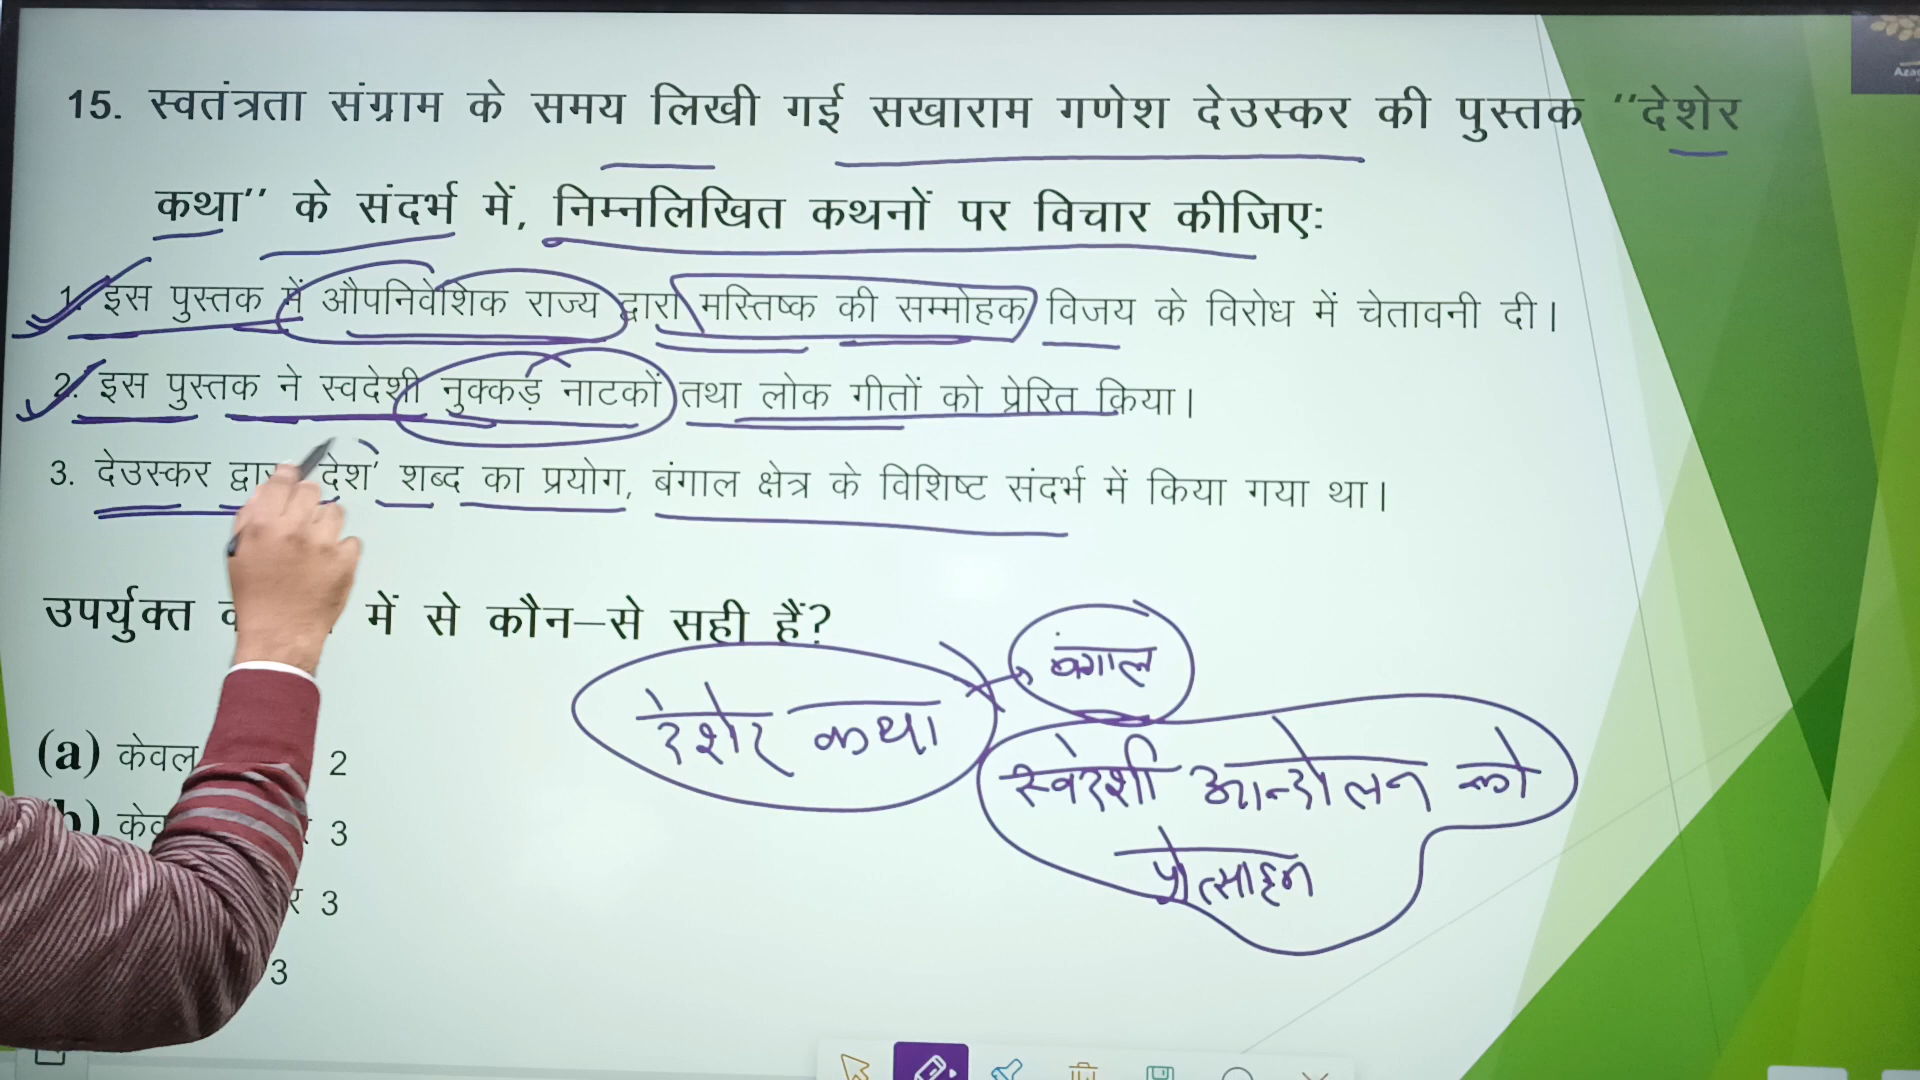 15. स्वतंत्रता संग्राम के समय लिखी गई सखाराम गणेश देउस्कर की पुस्तक ''देशेर
कथा'' के संदर्भ में, निम्नलिखित कथनों पर विचार कीजिए:
1. इस पुस्तक में औपनिवेशिक राज्य द्वारा मस्तिष्क की सम्मोहक विजय के विरोध में चेतावनी दी।
2. इस पुस्तक ने स्वदेशी नुक्कड़ नाटकों तथा लोक गीतों को प्रेरित किया।
3. देउस्कर 'देश' शब्द का प्रयोग, बंगाल क्षेत्र के विशिष्ट संदर्भ में किया गया था।
उपर्युक्त में से कौन–से सही हैं?
बंगाल
देशेर कथा
स्वदेशी आन्दोलन को
प्रोत्साहन
(a) केवल 2
3
3
3